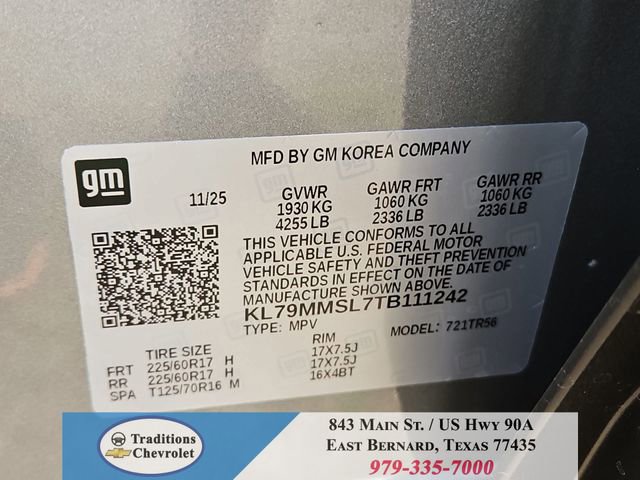 MFD BY GM KOREA COMPANY
gm
11/25 GVWR GAWR FRT GAWR RR
1930 KG 1060 KG 1060 KG
4255 LB 2336 LB 2336 LB
THIS VEHICLE CONFORMS TO ALL
APPLICABLE U.S. FEDERAL MOTOR
VEHICLE SAFETY AND THEFT PREVENTION
STANDARDS IN EFFECT ON THE DATE OF
MANUFACTURE SHOWN ABOVE.
KL79MMSL7TB111242
TYPE: MPV MODEL: 721TR56
TIRE SIZE RIM
FRT 225/60R17 H 17X7.5J
RR 225/60R17 H 17X7.5J
SPA T125/70R16 M 16X4BT
Traditions
Chevrolet
843 Main St. / US Hwy 90A
East Bernard, Texas 77435
979-335-7000